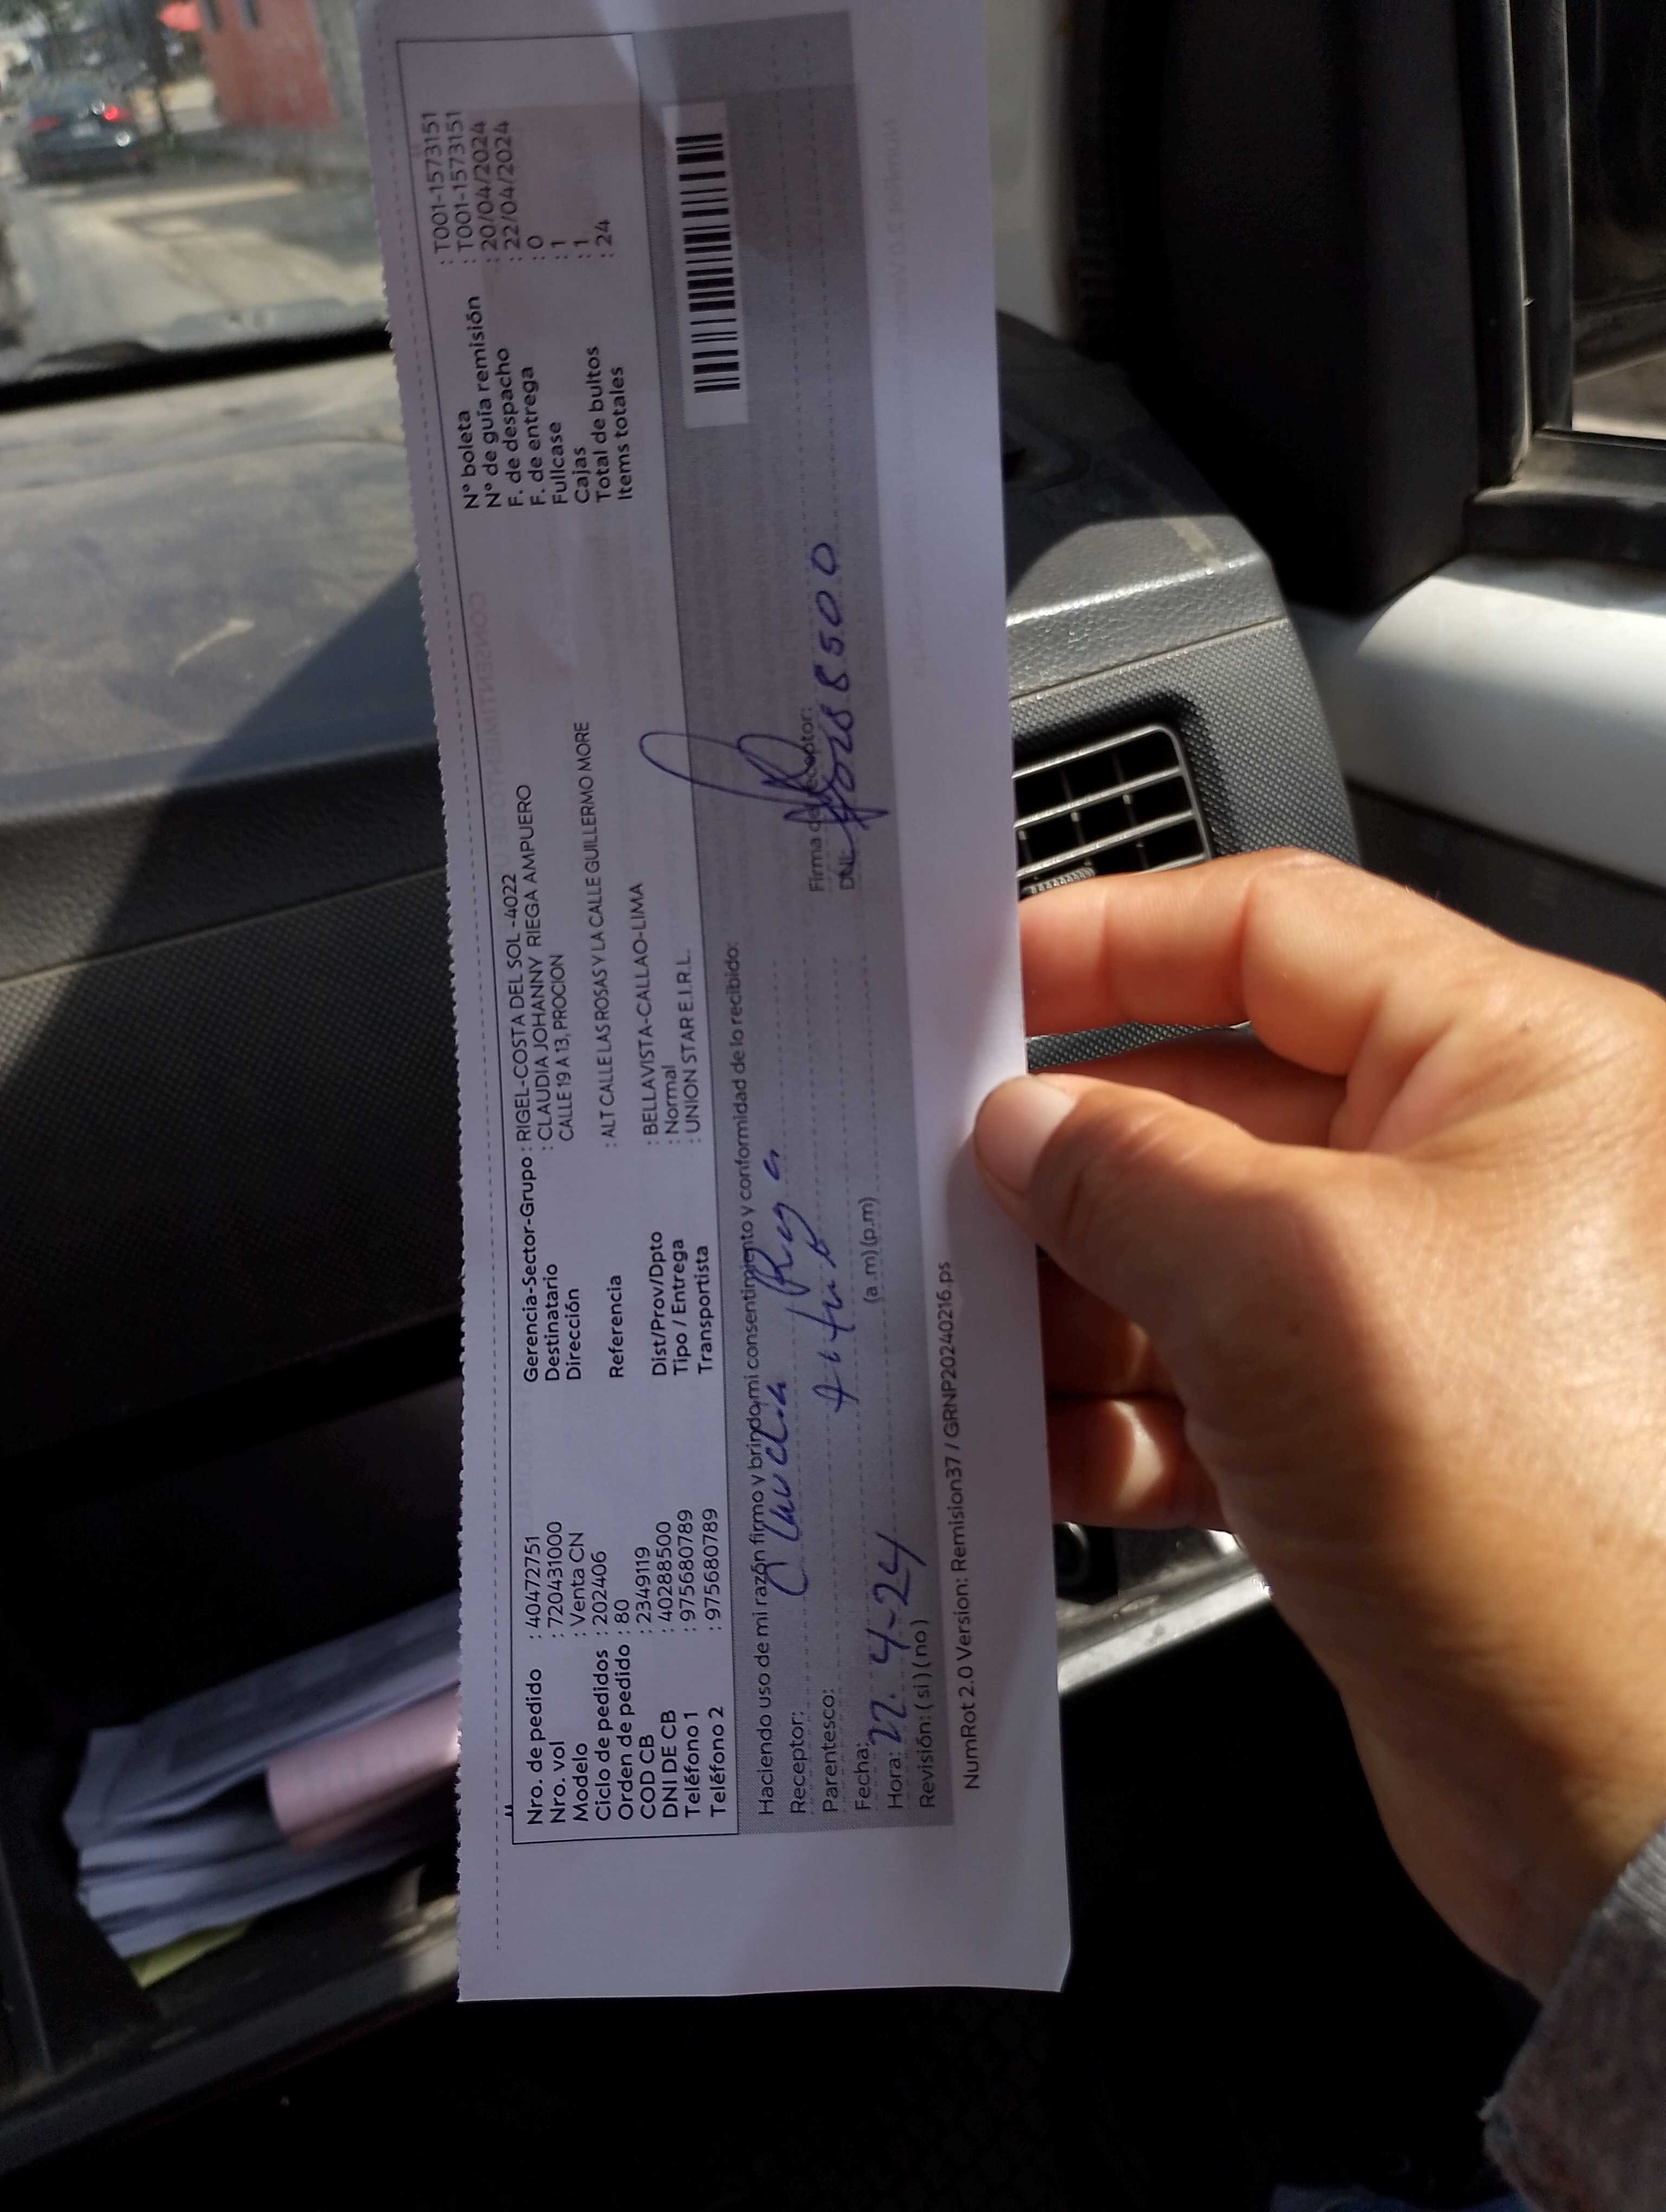 Nro. de pedido : 404727751
Nro. vol : 720431000
Modelo : Venta CN
Ciclo de pedidos : 202406
Orden de pedido : 80
COD CB : 2349119
DNI DE CB : 40288500
Teléfono 1 : 975680789
Teléfono 2 : 975680789
Gerencia-Sector-Grupo : RIGEL-COSTA DEL SOL -4022
Destinatario : CLAUDIA JOHANNY RIEGA AMPUERO
Dirección CALLE 19 A 13, PROCION
Referencia : ALT CALLE LAS ROSAS Y LA CALLE GUILLERMO MORE
Dist/Prov/Dpto : BELLAVISTA-CALLAO-LIMA
Tipo / Entrega : Normal
Transportista : UNION STAR E.I.R.L.
N° boleta : T001-1573151
N° de guía remisión : T001-1573151
F. de despacho : 20/04/2024
F. de entrega : 22/04/2024
Fullcase : 0
Cajas : 1
Total de bultos : 1
Items totales : 24
Haciendo uso de mi razón firmo y brindo mi consentimiento y conformidad de lo recibido:
Receptor: Claudia
Parentesco:
Fecha: 22. 4-24
Hora: (a.m) (p.m)
Revisión: ( si ) ( no )
Firma de receptor:
DNI: 40288500
NumRot 2.0 Version: Remision37 / GRNP20240216.ps